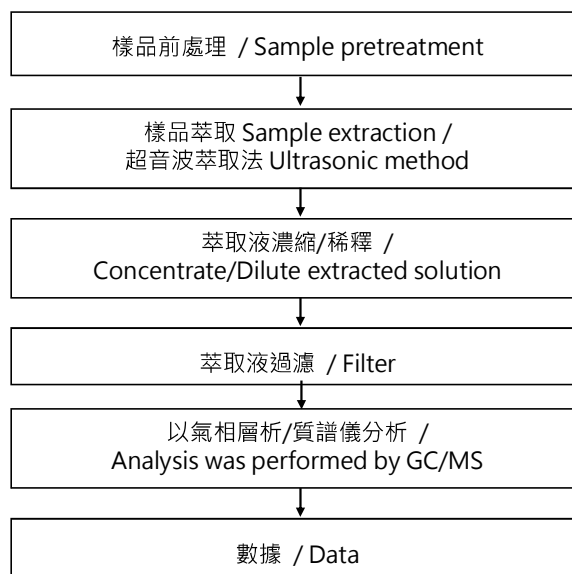 樣品前處理 / Sample pretreatment
樣品萃取 Sample extraction /
超音波萃取法 Ultrasonic method
萃取液濃縮/稀釋 /
Concentrate/Dilute extracted solution
萃取液過濾 / Filter
以氣相層析/質譜儀分析 /
Analysis was performed by GC/MS
數據 / Data